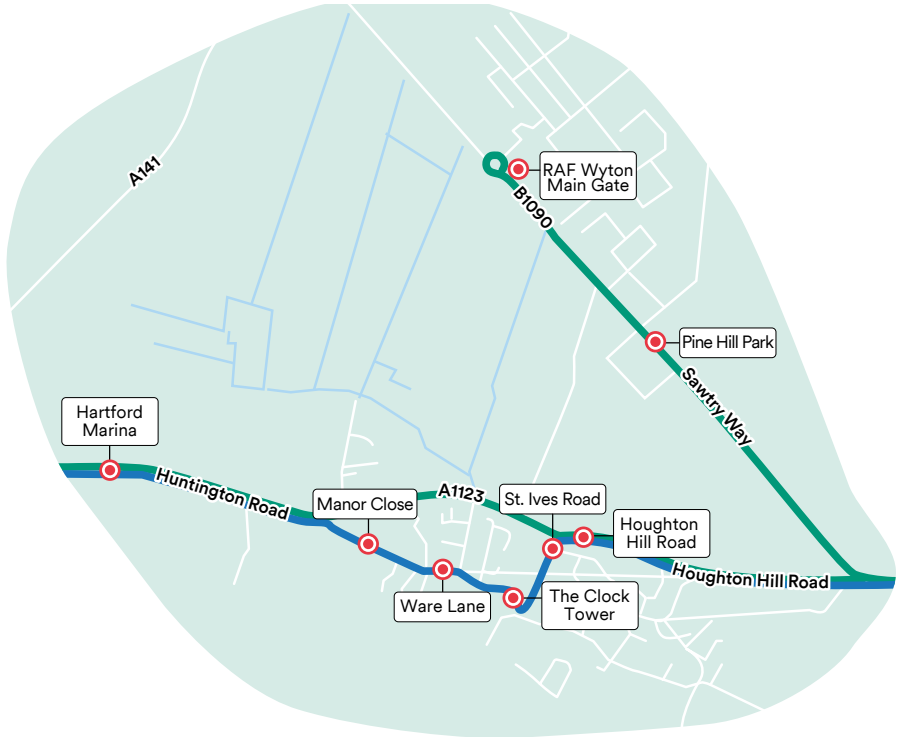 A141
RAF Wyton
Main Gate
B1090
Pine Hill Park
Sawtry Way
Hartford
Marina
Huntington Road
Manor Close
A1123
St. Ives Road
Houghton
Hill Road
Houghton Hill Road
Ware Lane
The Clock
Tower